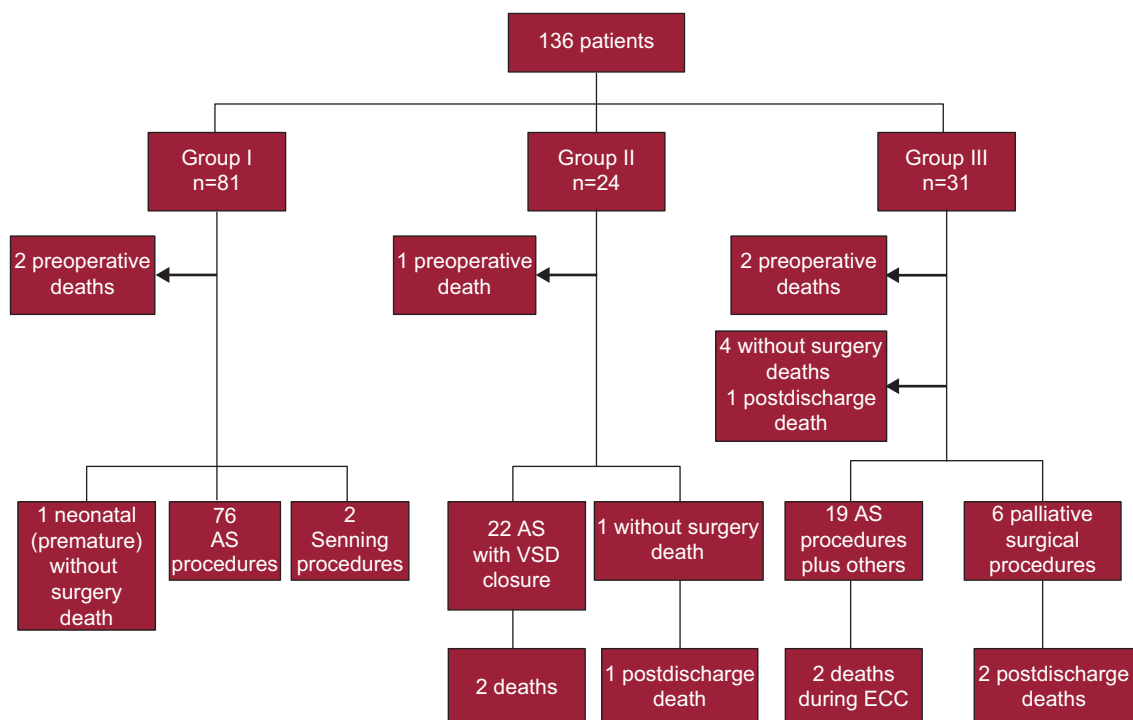 136 patients
Group I
n=81
Group II
n=24
Group III
n=31
2 preoperative
deaths
1 preoperative
death
2 preoperative
deaths
4 without surgery
deaths
1 postdischarge
death
1 neonatal
(premature)
without
surgery
death
76
AS
procedures
2
Senning
procedures
22 AS
with VSD
closure
1 without surgery
death
19 AS
procedures
plus others
6 palliative
surgical
procedures
2 deaths
1 postdischarge
death
2 deaths
during ECC
2 postdischarge
deaths